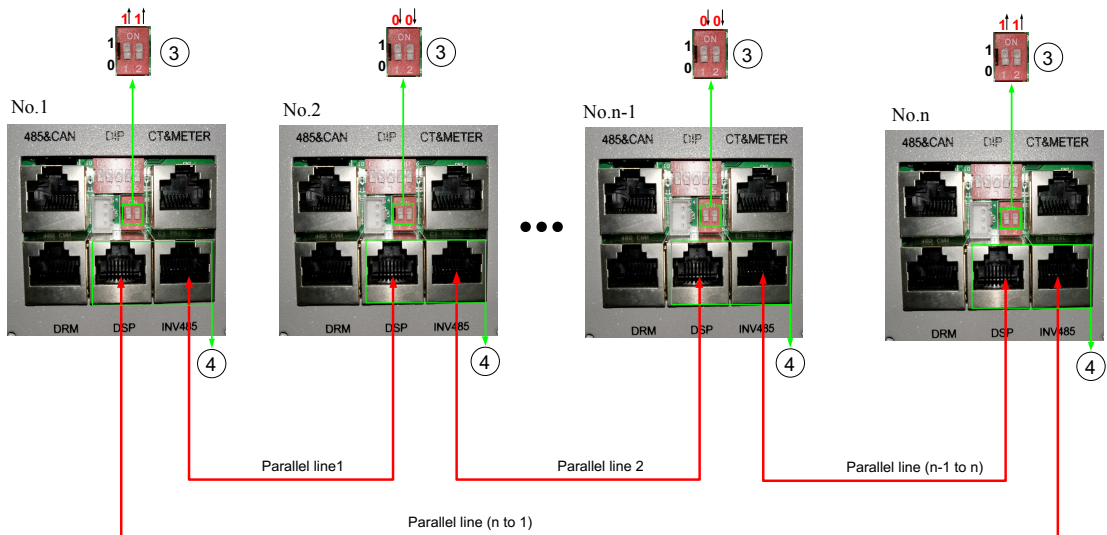 1 1
0 0
0 0
1 1
ON
1
0
1 2
3
ON
1
0
1 2
3
ON
1
0
1 2
3
ON
1
0
1 2
3
No.1
No.2
No.n-1
No.n
485&CAN DIP CT&METER
485&CAN DIP CT&METER
485&CAN DIP CT&METER
485&CAN DIP CT&METER
DRM DSP INV485
DRM DSP INV485
DRM DSP INV485
DRM DSP INV485
4
4
4
4
Parallel line1
Parallel line 2
Parallel line (n-1 to n)
Parallel line (n to 1)